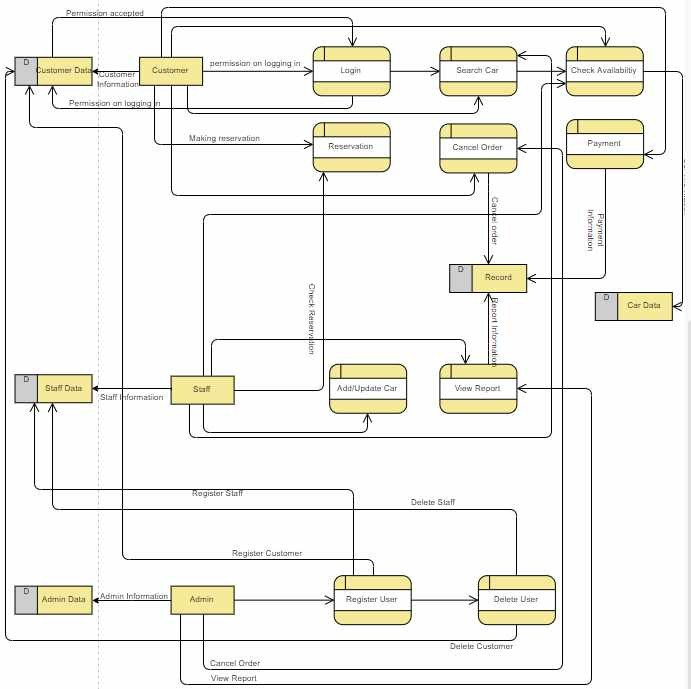 Permission accepted
D
Customer Data
Customer
Information
Customer
permission on logging in
Login
Search Car
Check Availabiltiy
Permission on logging in
Making reservation
Reservation
Cancel Order
Payment
Cancel order
Payment
Information
D
Record
D
Car Data
Check Reservation
Report Information
D
Staff Data
Staff Informatiion
Staff
Add/Update Car
View Report
Register Staff
Delete Staff
Register Customer
D
Admin Data
Admin Information
Admin
Register User
Delete User
Delete Customer
Cancel Order
View Report